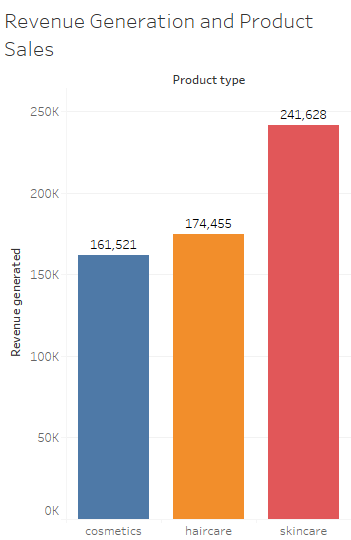 Revenue Generation and Product
Sales
Product type
250K
241,628
200K
174,455
161,521
150K
Revenue generated
100K
50K
0K
cosmetics haircare skincare